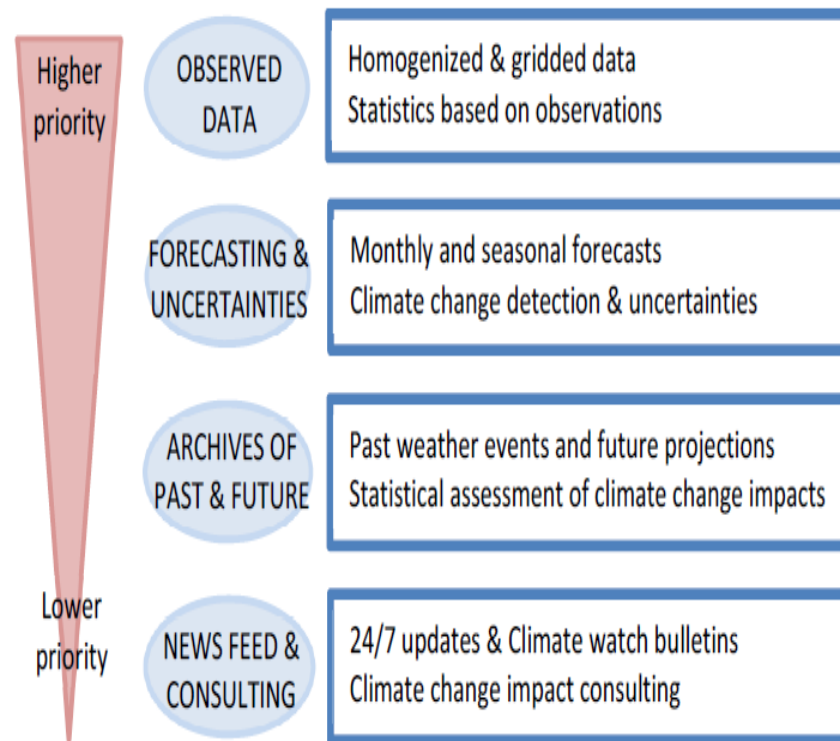 Higher
priority
OBSERVED
DATA
Homogenized & gridded data
Statistics based on observations
FORECASTING &
UNCERTAINTIES
Monthly and seasonal forecasts
Climate change detection & uncertainties
ARCHIVES OF
PAST & FUTURE
Past weather events and future projections
Statistical assessment of climate change impacts
Lower
priority
NEWS FEED &
CONSULTING
24/7 updates & Climate watch bulletins
Climate change impact consulting